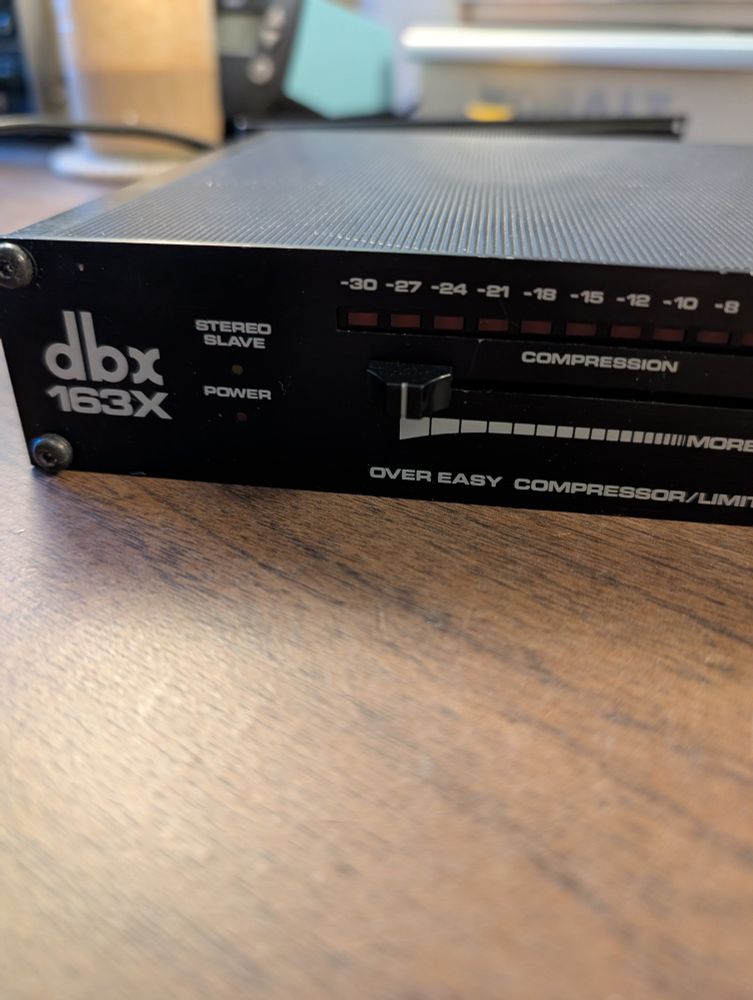 dbx
163X
STEREO
SLAVE
POWER
-30 -27 -24 -21 -18 -15 -12 -10 -8
COMPRESSION
MORE
OVER EASY COMPRESSOR/LIMIT